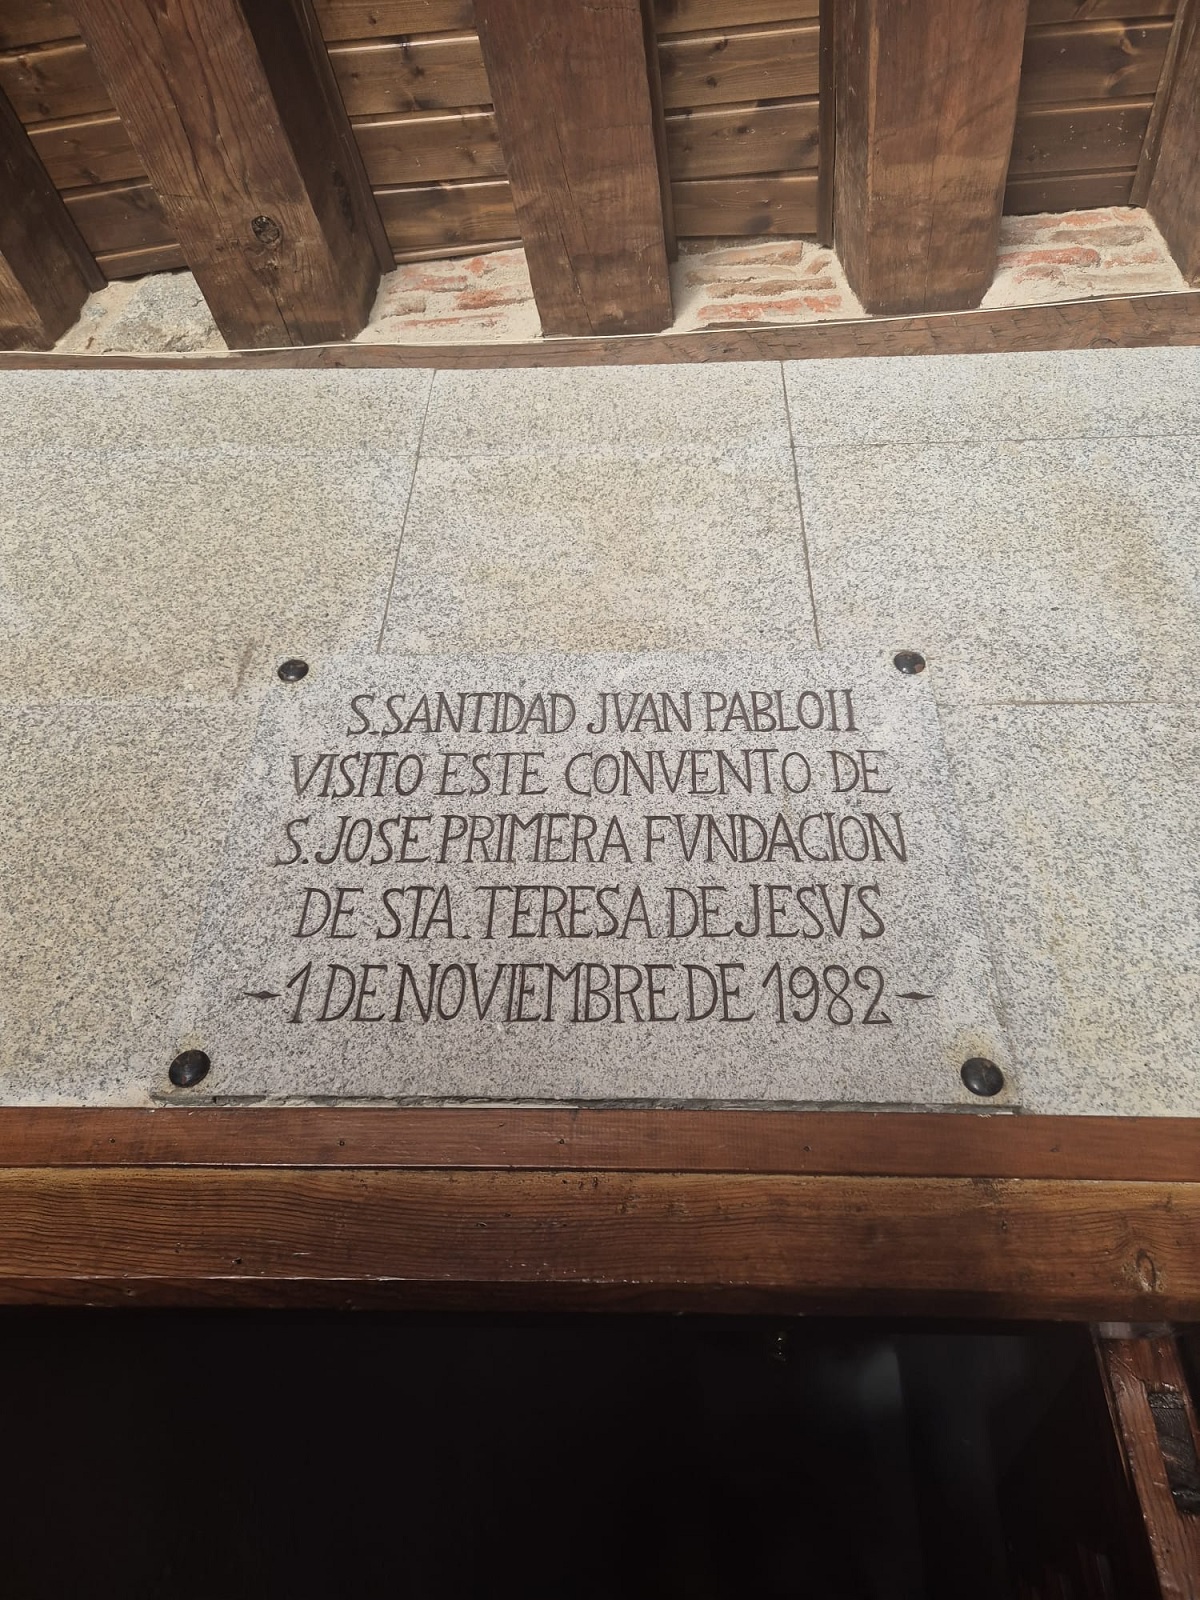 S. SANTIDAD JVAN PABLO II
VISITO ESTE CONVENTO DE
S. JOSE PRIMERA FVNDACION
DE STA. TERESA DE JESVS
-1 DE NOVIEMBRE DE 1982-